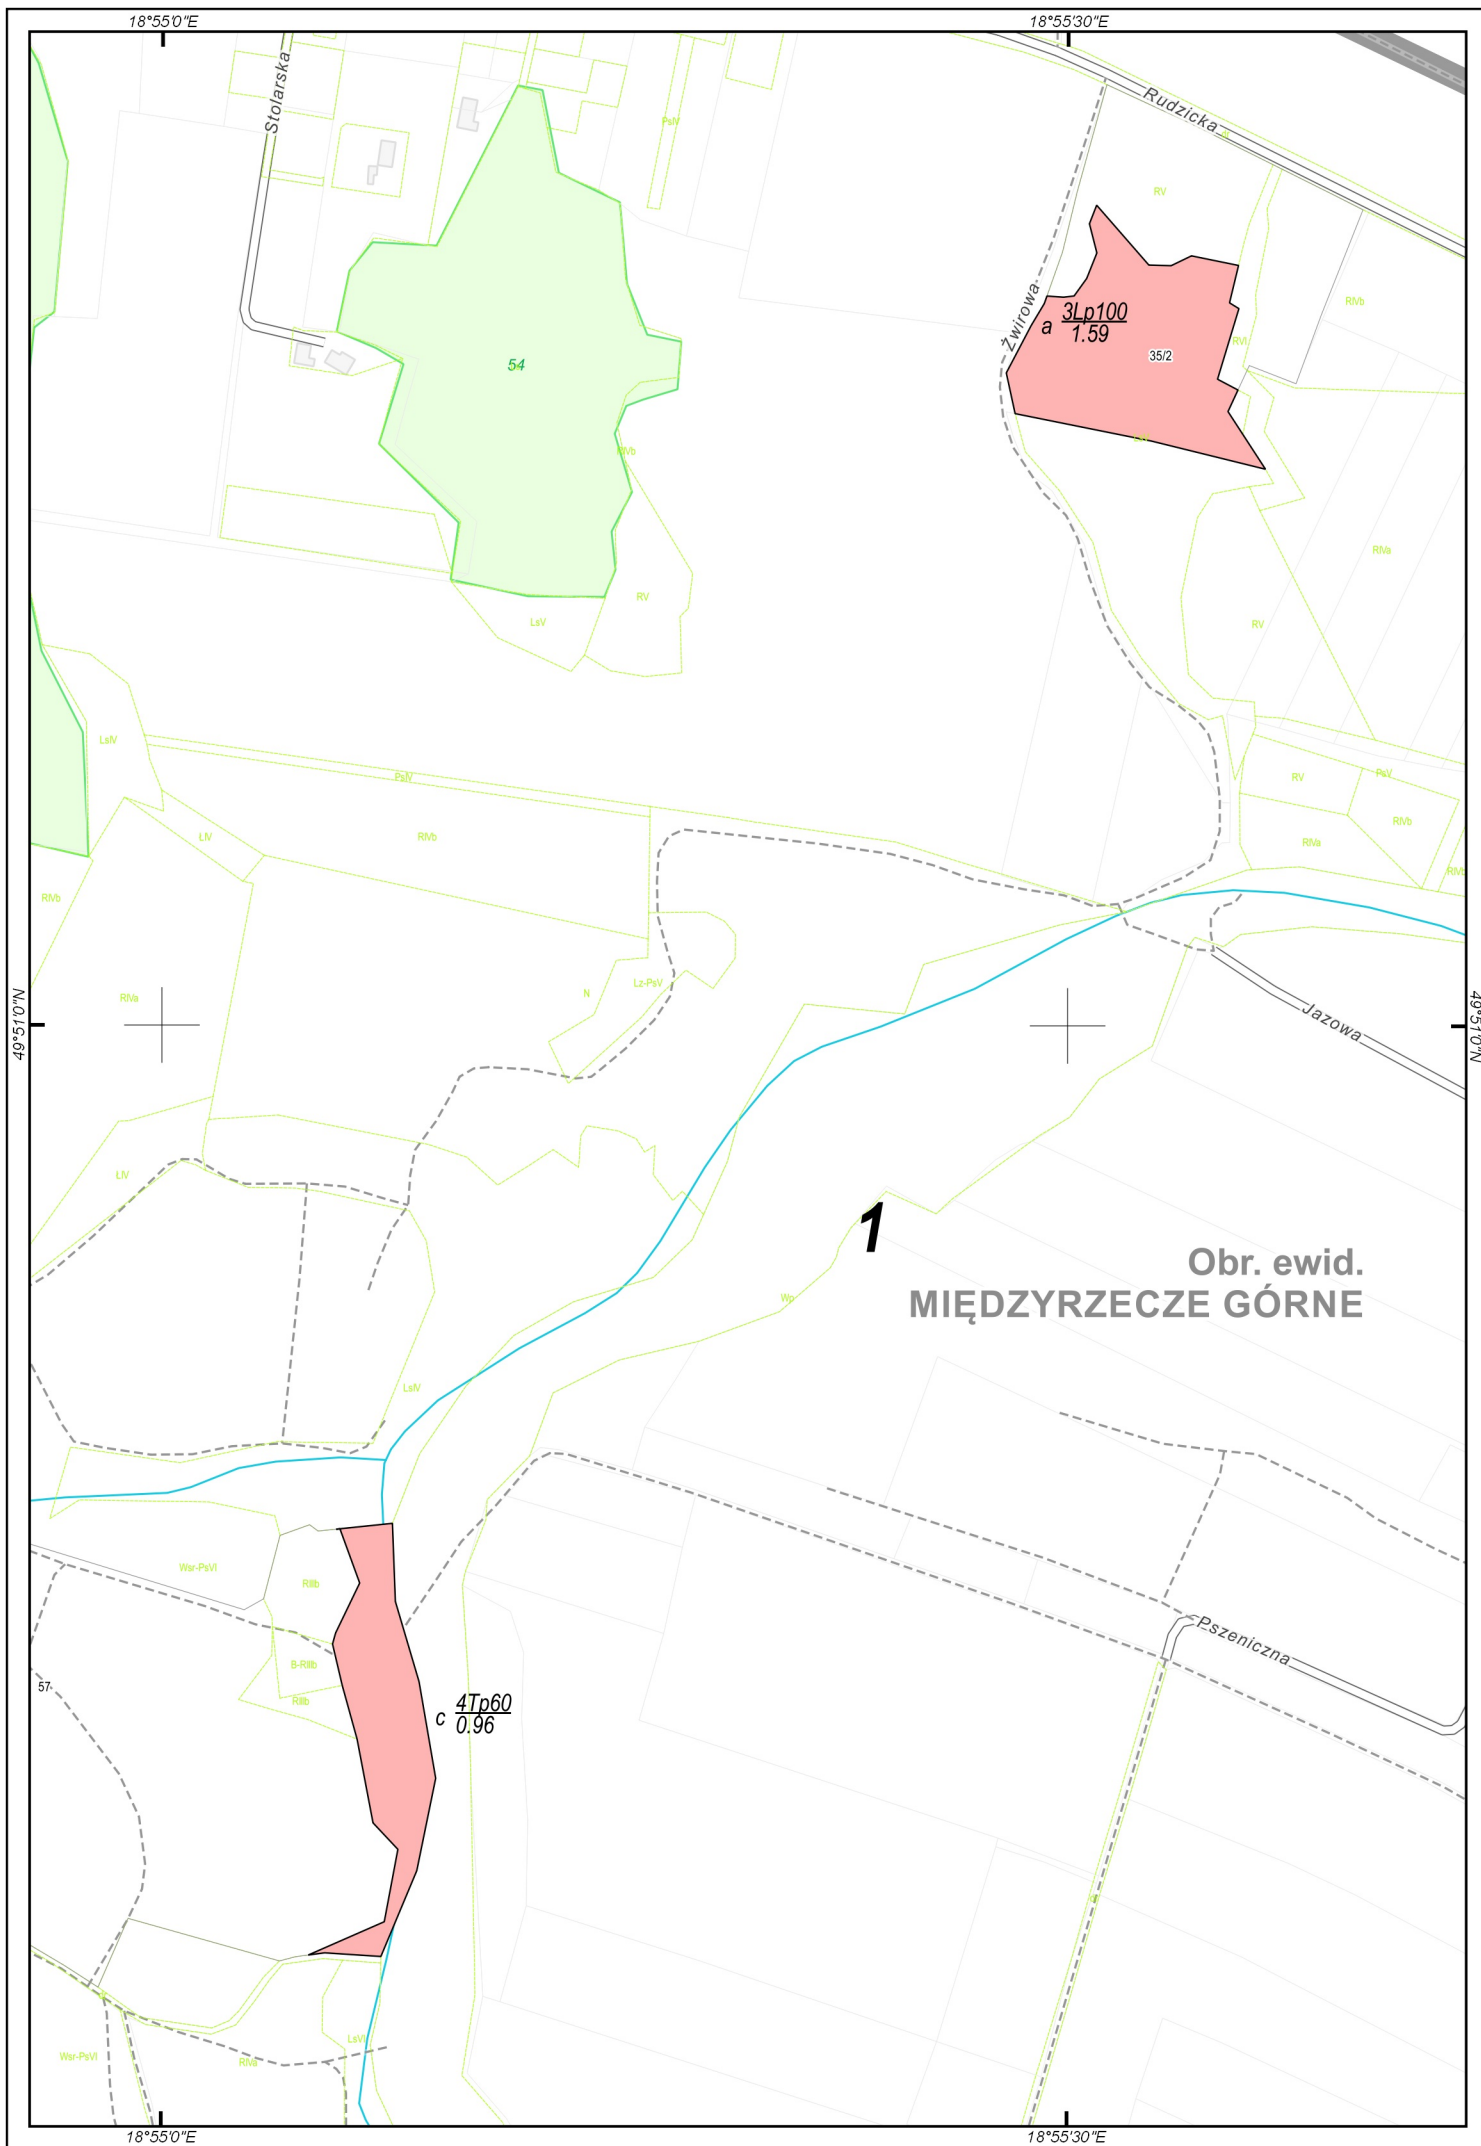 18°55'0"E
18°55'30"E
Stolarska
Rudzicka
PsIV
RV
Żwirowa
a 3Lp100
1.59
35/2
RIVb
RVI
54
RIVb
RIVa
LsV
RV
RV
LsIV
PsIV
RV
PsV
RIVb
RIVa
RIVb
LIV
RIVb
RIVb
Lz-PsV
N
RIVa
49°51'0"N
49°51'0"N
Jazowa
LIV
1
Obr. ewid.
MIĘDZYRZECZE GÓRNE
Wp
LsIV
Wsr-PsVI
RIIIb
B-RIIIb
RIIIb
57
c 4Tp60
0.96
Pszeniczna
LsVI
Wsr-PsVI
RIVa
18°55'0"E
18°55'30"E